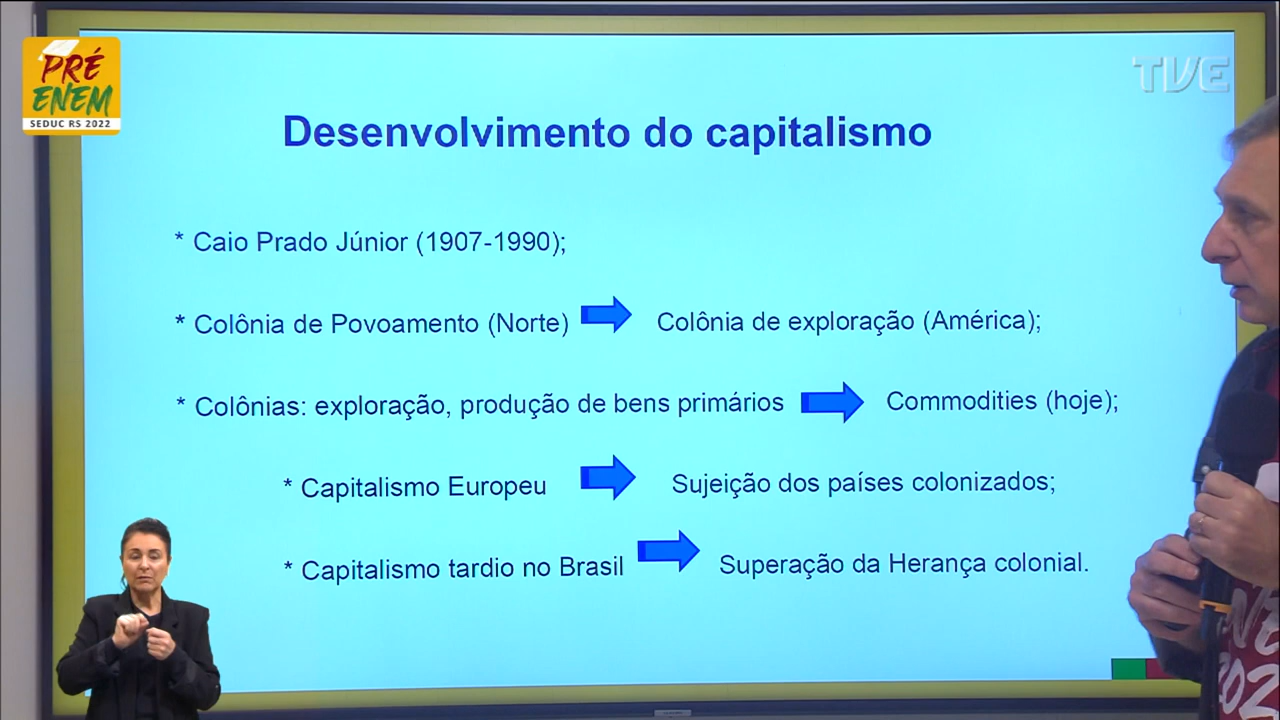 PRÉ
ENEM
SEDUC RS 2022
TVE
Desenvolvimento do capitalismo
* Caio Prado Júnior (1907-1990);
* Colônia de Povoamento (Norte) Colônia de exploração (América);
* Colônias: exploração, produção de bens primários Commodities (hoje);
* Capitalismo Europeu Sujeição dos países colonizados;
* Capitalismo tardio no Brasil Superação da Herança colonial.